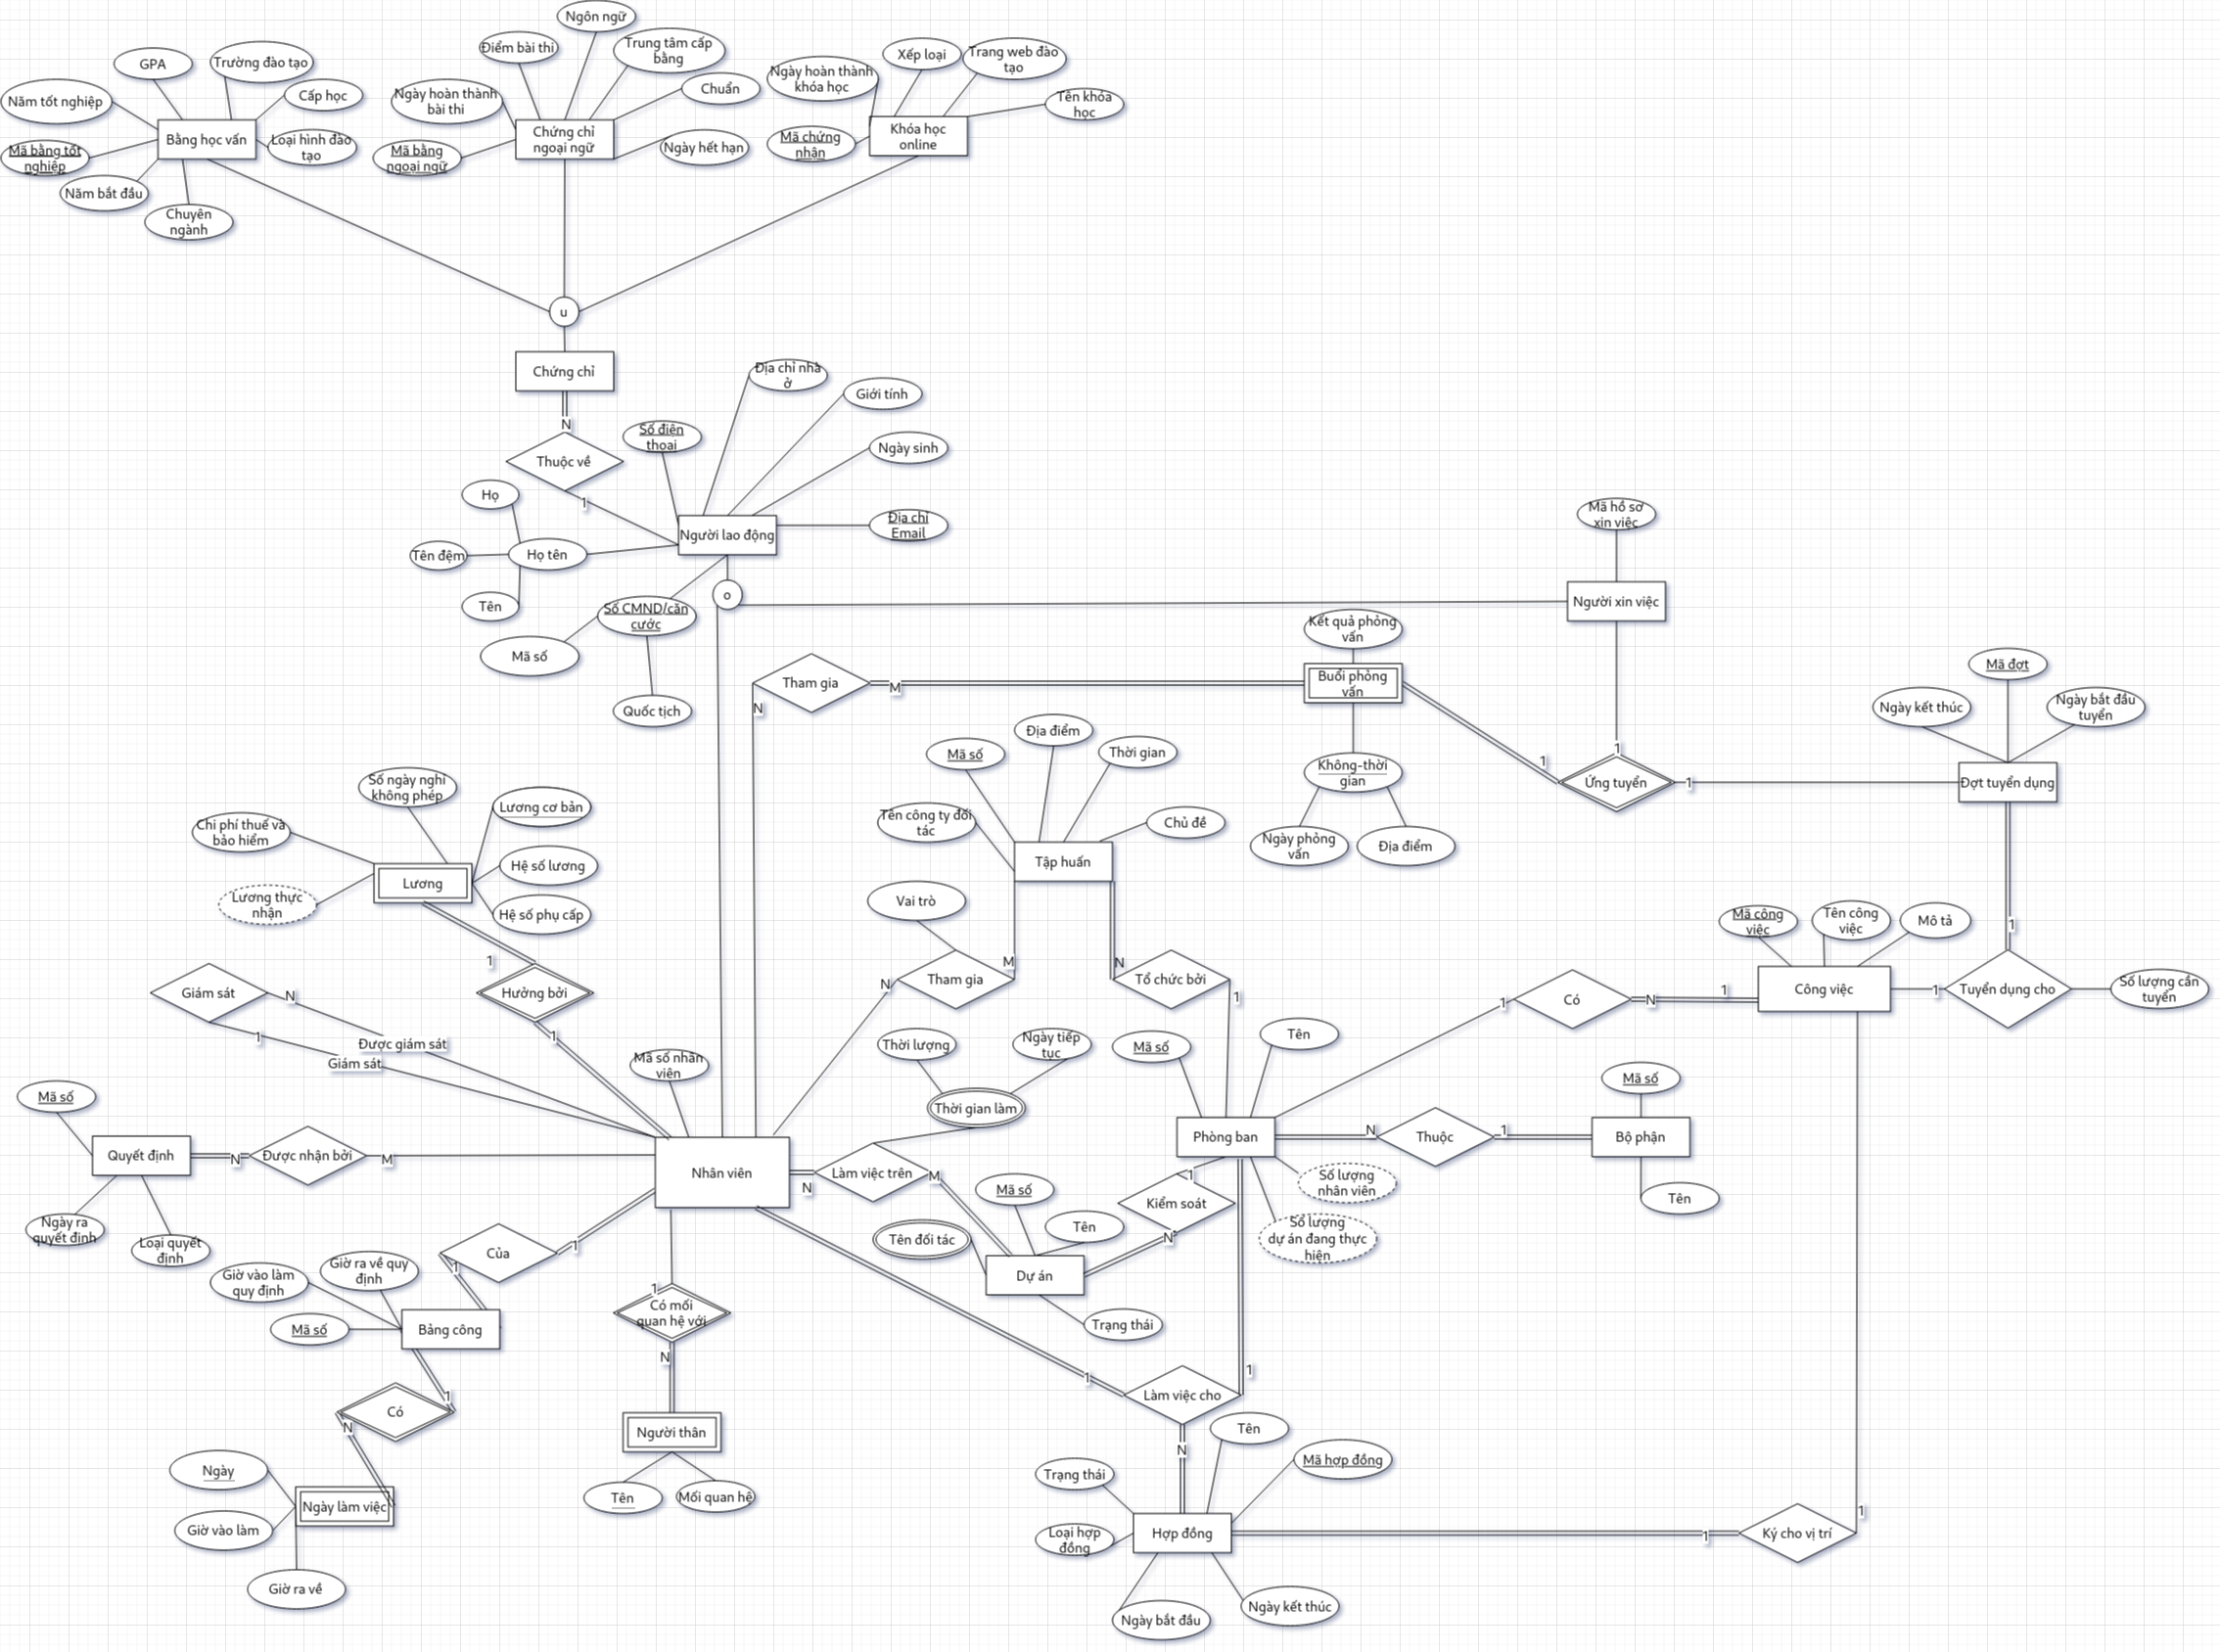 Ngôn ngữ
Điểm bài thi
Trung tâm cấp
bằng
GPA
Trường đào tạo
Xếp loại
Trang web đào
tạo
Năm tốt nghiệp
Cấp học
Ngày hoàn thành
bài thi
Chuẩn
Ngày hoàn thành
khóa học
Tên khóa
học
Bằng học vấn
Loại hình đào
tạo
Chứng chỉ
ngoại ngữ
Ngày hết hạn
Mã chứng
nhận
Khóa học
online
Mã bằng tốt
nghiệp
Mã bằng
ngoại ngữ
Năm bắt đầu
Chuyên
ngành
u
Chứng chỉ
N
Địa chỉ nhà
ở
Giới tính
Số điện
thoại
Ngày sinh
Thuộc về
1
Họ
Địa chỉ
Email
Người lao động
Tên đệm
Họ tên
Tên
o
Số CMND/căn
cước
Mã số
Quốc tịch
Mã hồ sơ
xin việc
Người xin việc
Kết quả phỏng
vấn
Tham gia
M
N
Buổi phỏng
vấn
Mã đợt
Ngày kết thúc
Ngày bắt đầu
tuyển
Địa điểm
Mã số
Thời gian
Không-thời
gian
1
1
Ứng tuyển
1
Đợt tuyển dụng
Số ngày nghỉ
không phép
Lương cơ bản
Chi phí thuế và
bảo hiểm
Tên công ty đối
tác
Chủ đề
Ngày phỏng
vấn
Địa điểm
Tập huấn
Hệ số lương
Lương
Lương thực
nhận
Hệ số phụ cấp
Vai trò
Mã công
việc
Tên công
việc
Mô tả
1
1
M
N
Giám sát
N
Hưởng bởi
N
Tham gia
Tổ chức bởi
1
1
Có
N
1
Công việc
1
Tuyển dụng cho
Số lượng cần
tuyển
1
1
Được giám sát
Giám sát
Mã số nhân
viên
Thời lượng
Ngày tiếp
tục
Mã số
Tên
Mã số
Mã số
Thời gian làm
Quyết định
N
Được nhận bởi
M
Nhân viên
N
Làm việc trên
M
Phòng ban
N
Thuộc
1
Bộ phận
Mã số
1
Kiểm soát
N
Số lượng
nhân viên
Tên
Ngày ra
quyết định
Loại quyết
định
Tên đối tác
Tên
Số lượng
dự án đang thực
hiện
Của
1
1
Giờ vào làm
quy định
Giờ ra về quy
định
Dự án
Mã số
Bảng công
1
Có mối
quan hệ với
N
Trạng thái
1
1
Làm việc cho
N
1
Có
N
Người thân
Tên
Mã hợp đồng
Trạng thái
Ngày
Tên
Mối quan hệ
Ngày làm việc
Giờ vào làm
Loại hợp
đồng
Hợp đồng
1
Ký cho vị trí
1
Giờ ra về
Ngày bắt đầu
Ngày kết thúc